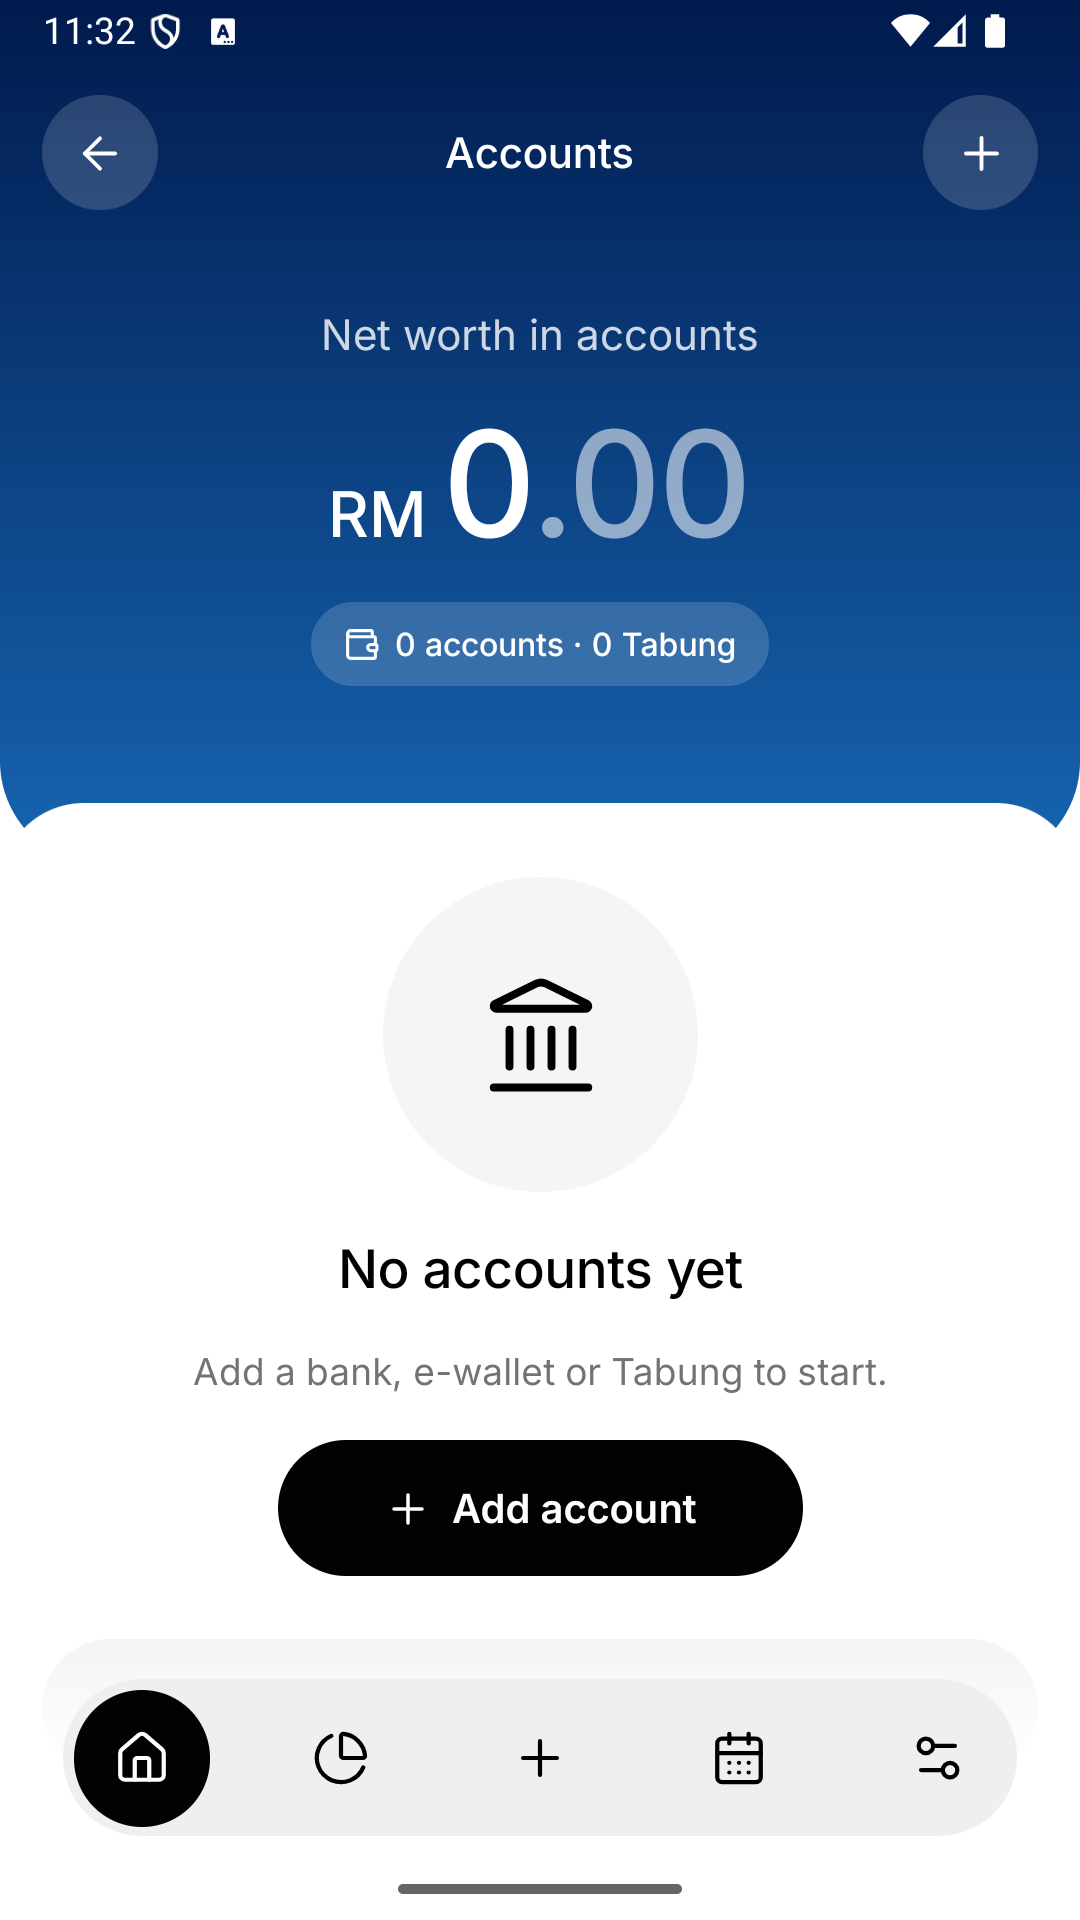 11:32
Accounts
Net worth in accounts
RM 0.00
0 accounts · 0 Tabung
No accounts yet
Add a bank, e-wallet or Tabung to start.
Add account